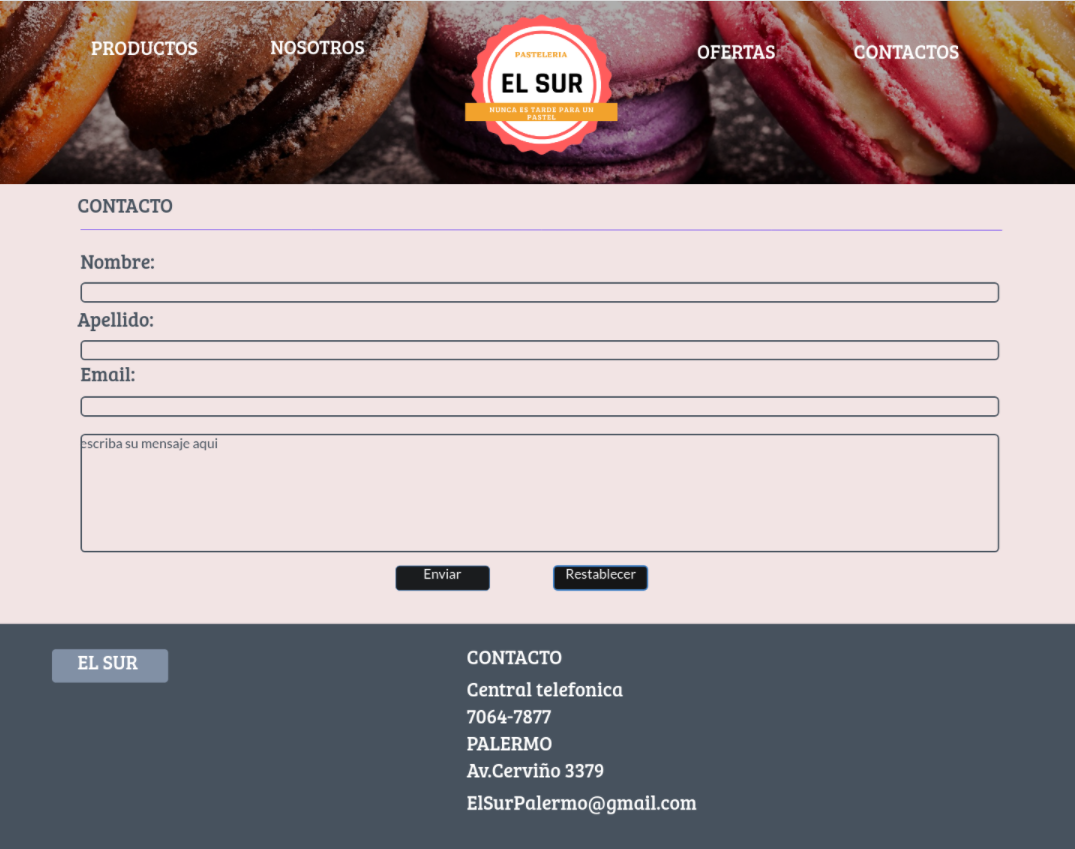 PRODUCTOS
NOSOTROS
PASTELERIA
EL SUR
NUNCA ES TARDE PARA UN
PASTEL
OFERTAS
CONTACTOS
CONTACTO
Nombre:
Apellido:
Email:
escriba su mensaje aqui
Enviar
Restablecer
EL SUR
CONTACTO
Central telefonica
7064-7877
PALERMO
Av.Cerviño 3379
ElSurPalermo@gmail.com